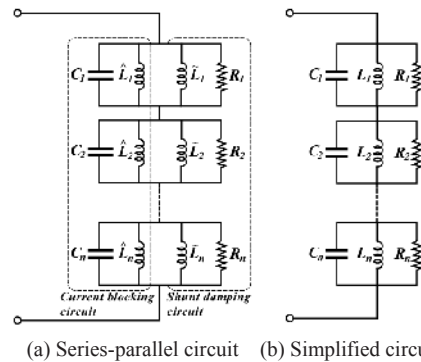 C1 L̂1 L̃1 R1 C1 L1 R1
C2 L̂2 L̃2 R2 C2 L2 R2
Cn L̂n L̃n Rn Cn Ln Rn
Current blocking circuit
Shunt damping circuit
(a) Series-parallel circuit (b) Simplified circu